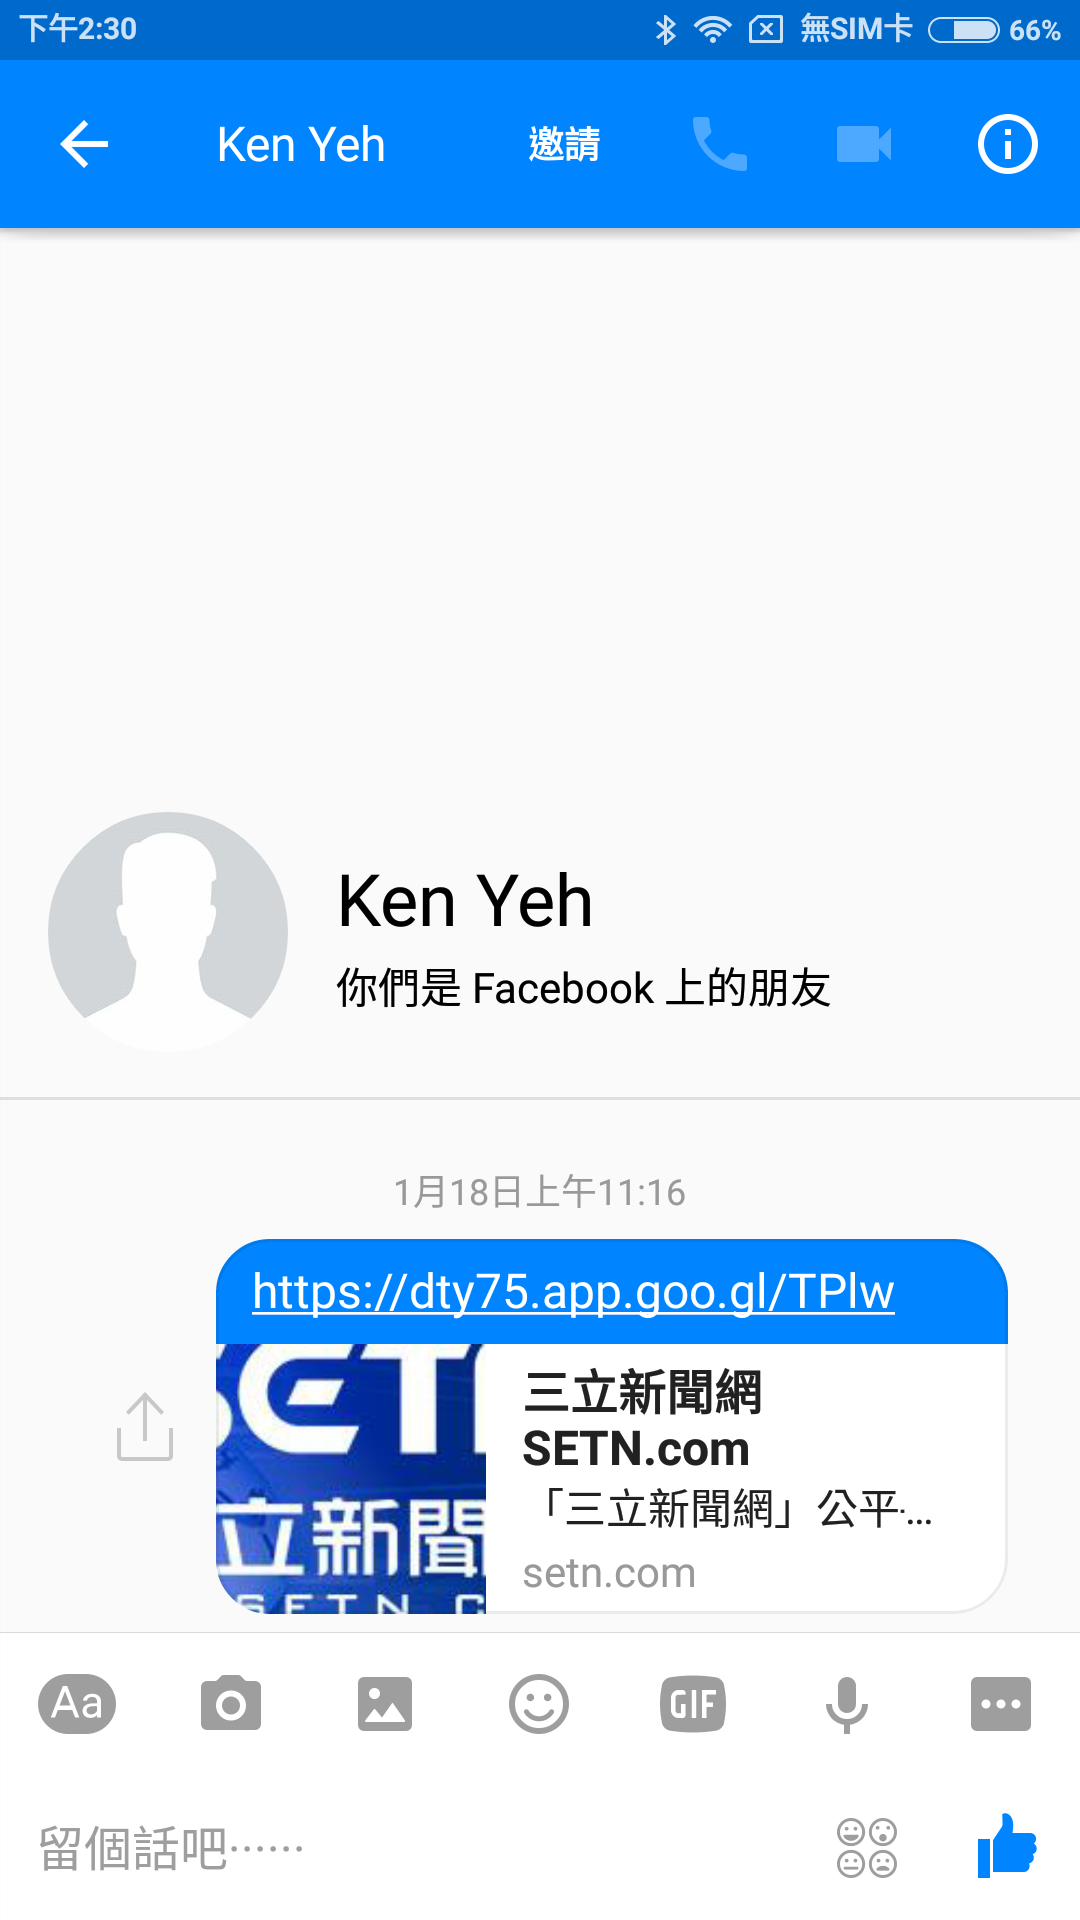 下午2:30 無SIM卡 66%
Ken Yeh 邀請
Ken Yeh
你們是 Facebook 上的朋友
1月18日上午11:16
https://dty75.app.goo.gl/TPlw
SETN
立新聞
SETN C
三立新聞網
SETN.com
「三立新聞網」公平...
setn.com
Aa GIF
留個話吧······